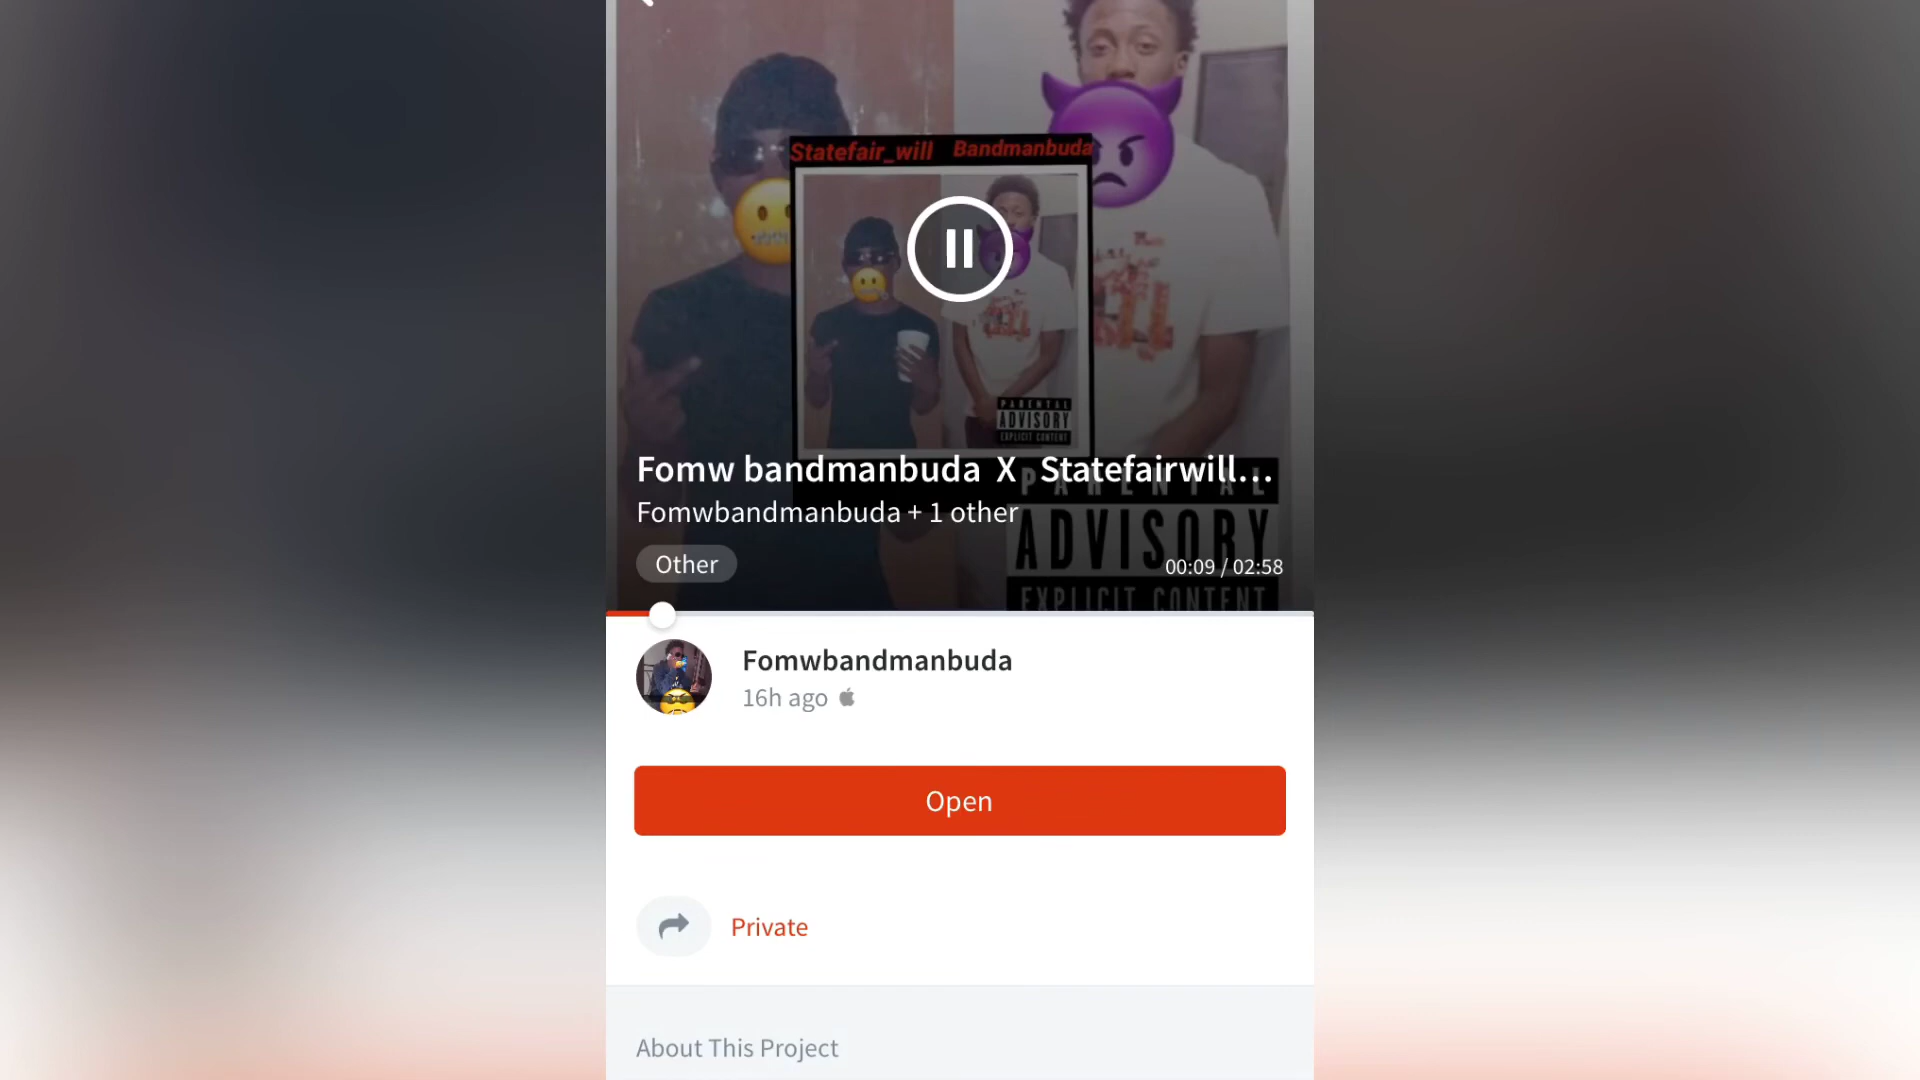 Statefair_will Bandmanbuda
PARENTAL
ADVISORY
EXPLICIT CONTENT
Fomw bandmanbuda X Statefairwill...
PARENTAL
Fomwbandmanbuda + 1 other
ADVISORY
Other
00:09 / 02:58
EXPLICIT CONTENT
Fomwbandmanbuda
16h ago
Open
Private
About This Project